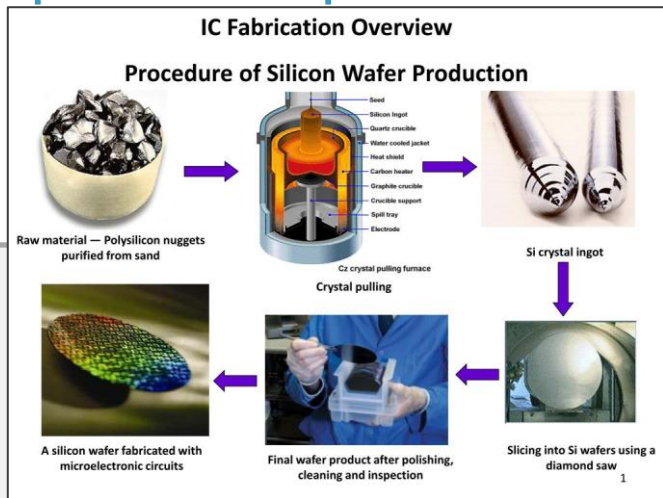 IC Fabrication Overview
Procedure of Silicon Wafer Production
Raw material — Polysilicon nuggets
purified from sand
Seed
Silicon Ingot
Quartz crucible
Water cooled jacket
Heat shield
Carbon heater
Graphite crucible
Crucible support
Spill tray
Electrode
Cz crystal pulling furnace
Crystal pulling
Si crystal ingot
A silicon wafer fabricated with
microelectronic circuits
Final wafer product after polishing,
cleaning and inspection
Slicing into Si wafers using a
diamond saw
1